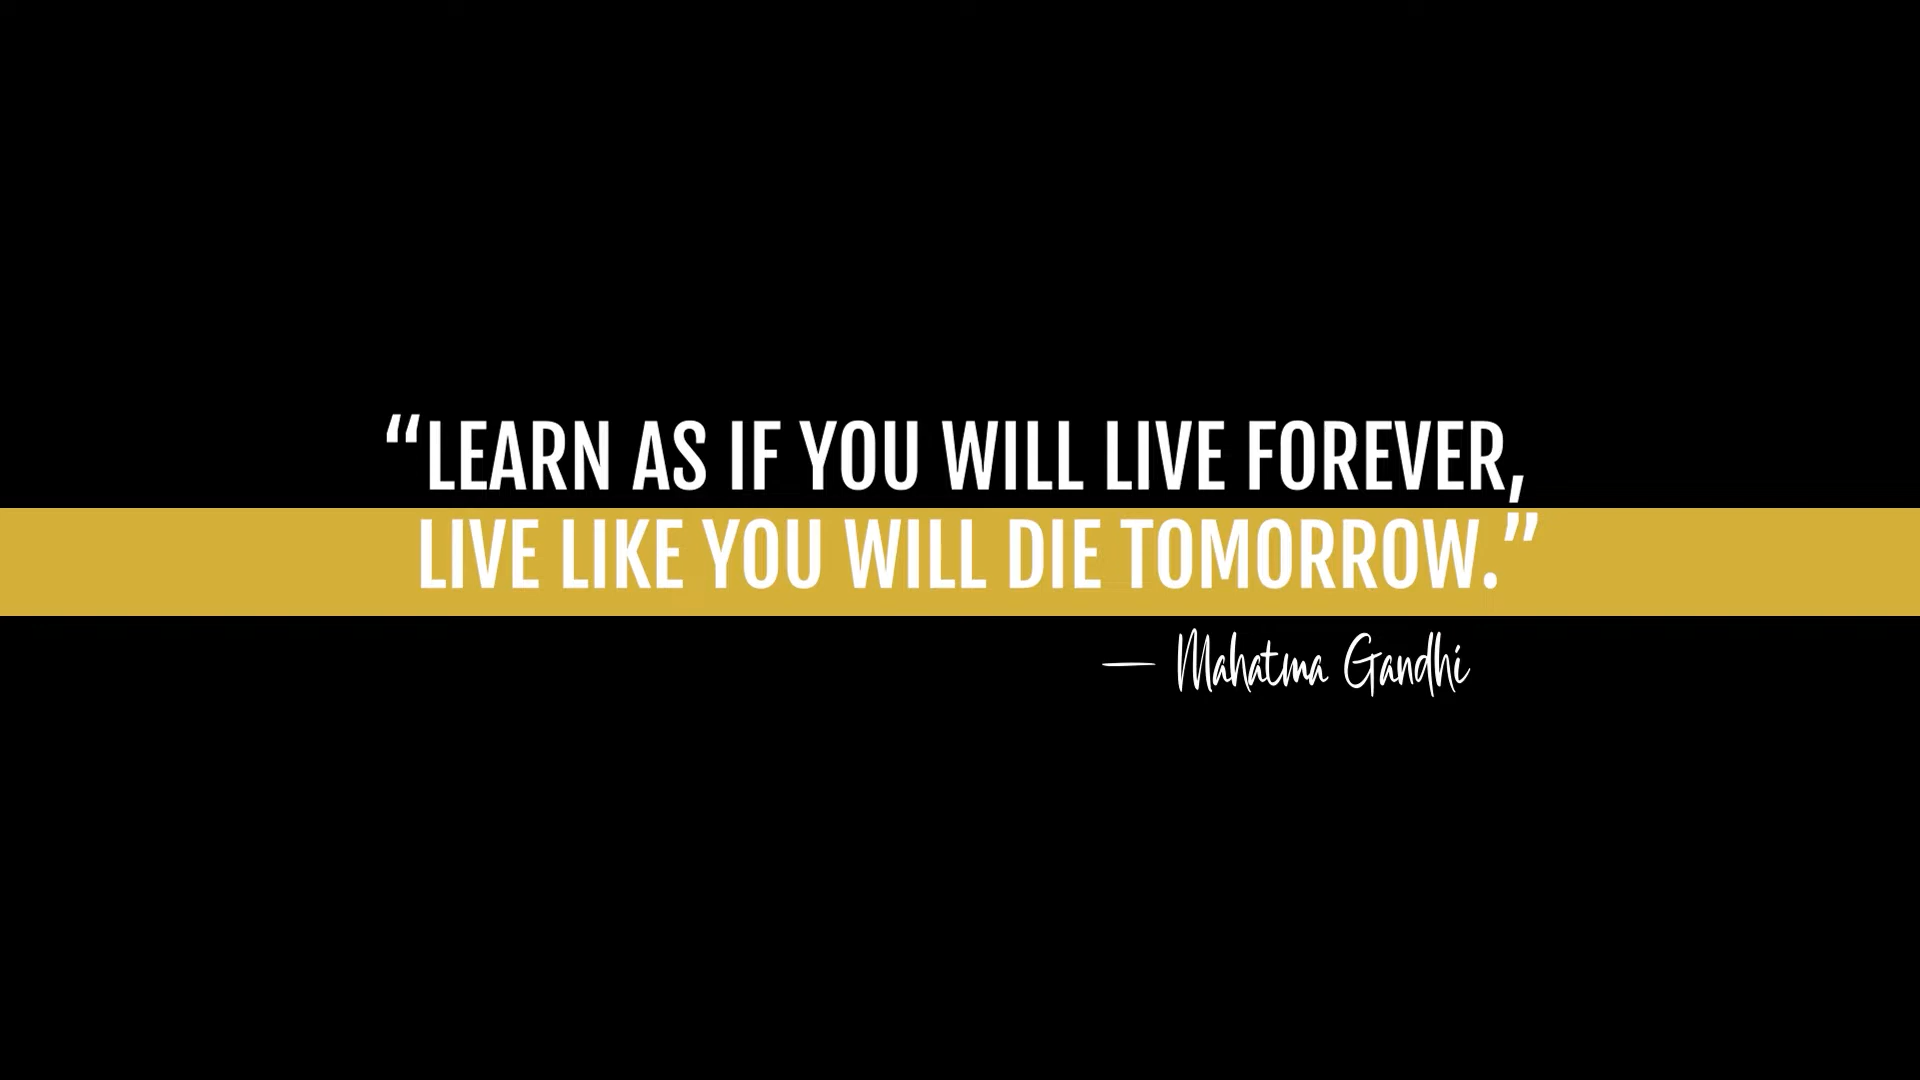 “LEARN AS IF YOU WILL LIVE FOREVER,
LIVE LIKE YOU WILL DIE TOMORROW.”
— Mahatma Gandhi